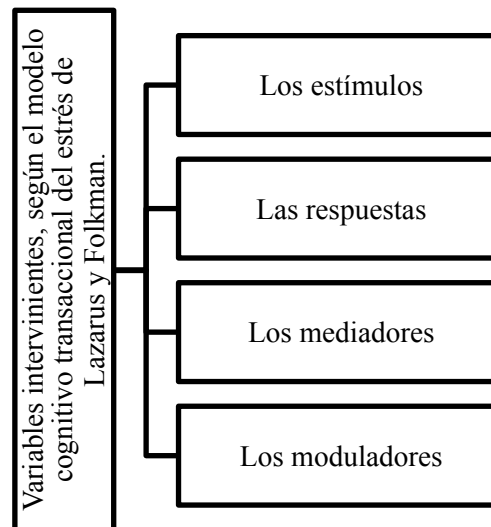 Variables intervinientes, según el modelo
cognitivo transaccional del estrés de
Lazarus y Folkman.
Los estímulos
Las respuestas
Los mediadores
Los moduladores